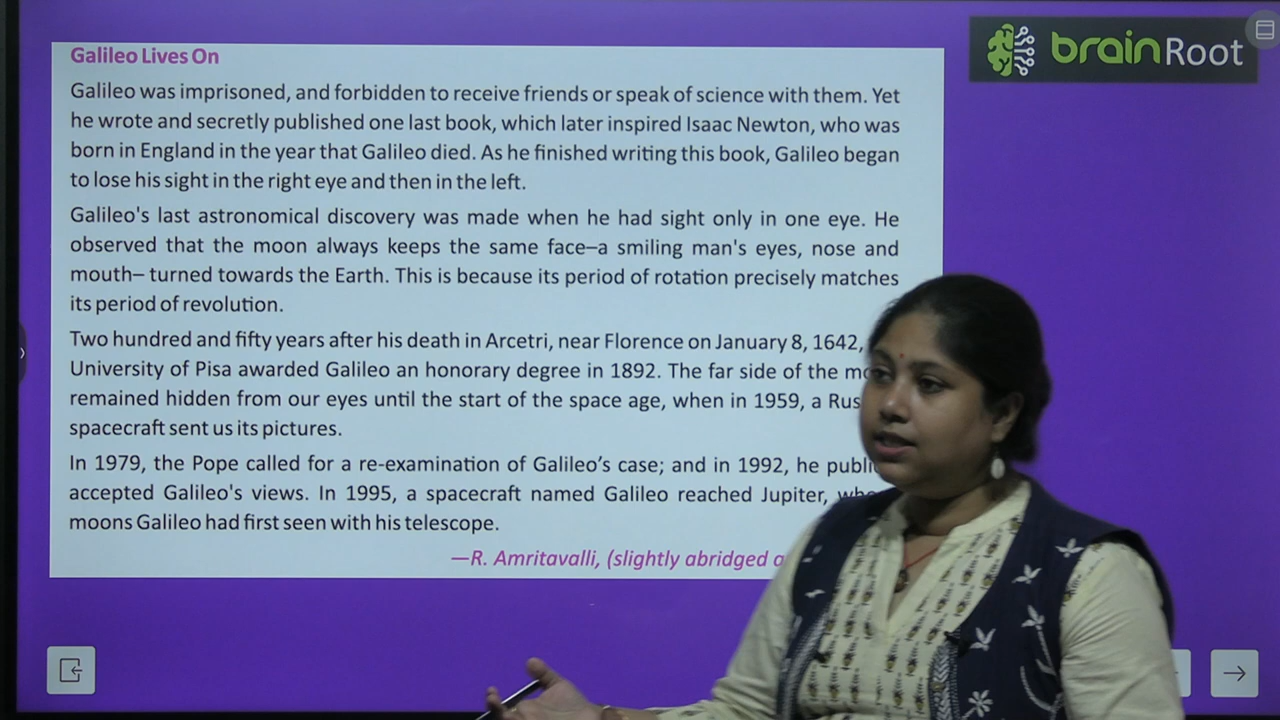 brainRoot
Galileo Lives On
Galileo was imprisoned, and forbidden to receive friends or speak of science with them. Yet
he wrote and secretly published one last book, which later inspired Isaac Newton, who was
born in England in the year that Galileo died. As he finished writing this book, Galileo began
to lose his sight in the right eye and then in the left.
Galileo's last astronomical discovery was made when he had sight only in one eye. He
observed that the moon always keeps the same face–a smiling man's eyes, nose and
mouth– turned towards the Earth. This is because its period of rotation precisely matches
its period of revolution.
Two hundred and fifty years after his death in Arcetri, near Florence on January 8, 1642,
University of Pisa awarded Galileo an honorary degree in 1892. The far side of the
remained hidden from our eyes until the start of the space age, when in 1959, a
spacecraft sent us its pictures.
In 1979, the Pope called for a re-examination of Galileo’s case; and in 1992, he
accepted Galileo's views. In 1995, a spacecraft named Galileo reached Jupiter,
moons Galileo had first seen with his telescope.
—R. Amritavalli, (slightly abridged